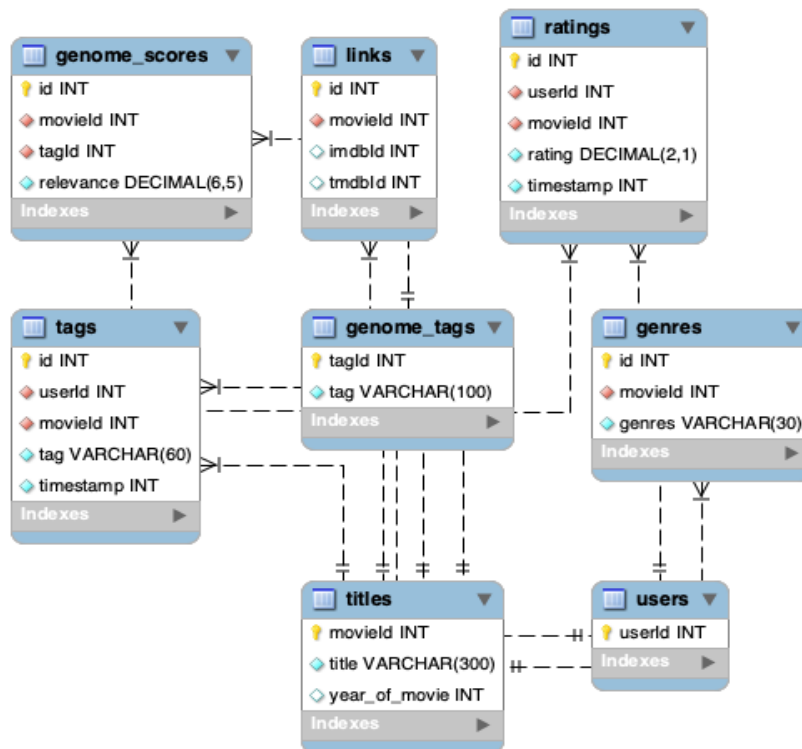 genome_scores
id INT
movieId INT
tagId INT
relevance DECIMAL(6,5)
Indexes
links
id INT
movieId INT
imdbId INT
tmdbId INT
Indexes
ratings
id INT
userId INT
movieId INT
rating DECIMAL(2,1)
timestamp INT
Indexes
tags
id INT
userId INT
movieId INT
tag VARCHAR(60)
timestamp INT
Indexes
genome_tags
tagId INT
tag VARCHAR(100)
Indexes
genres
id INT
movieId INT
genres VARCHAR(30)
Indexes
titles
movieId INT
title VARCHAR(300)
year_of_movie INT
Indexes
users
userId INT
Indexes